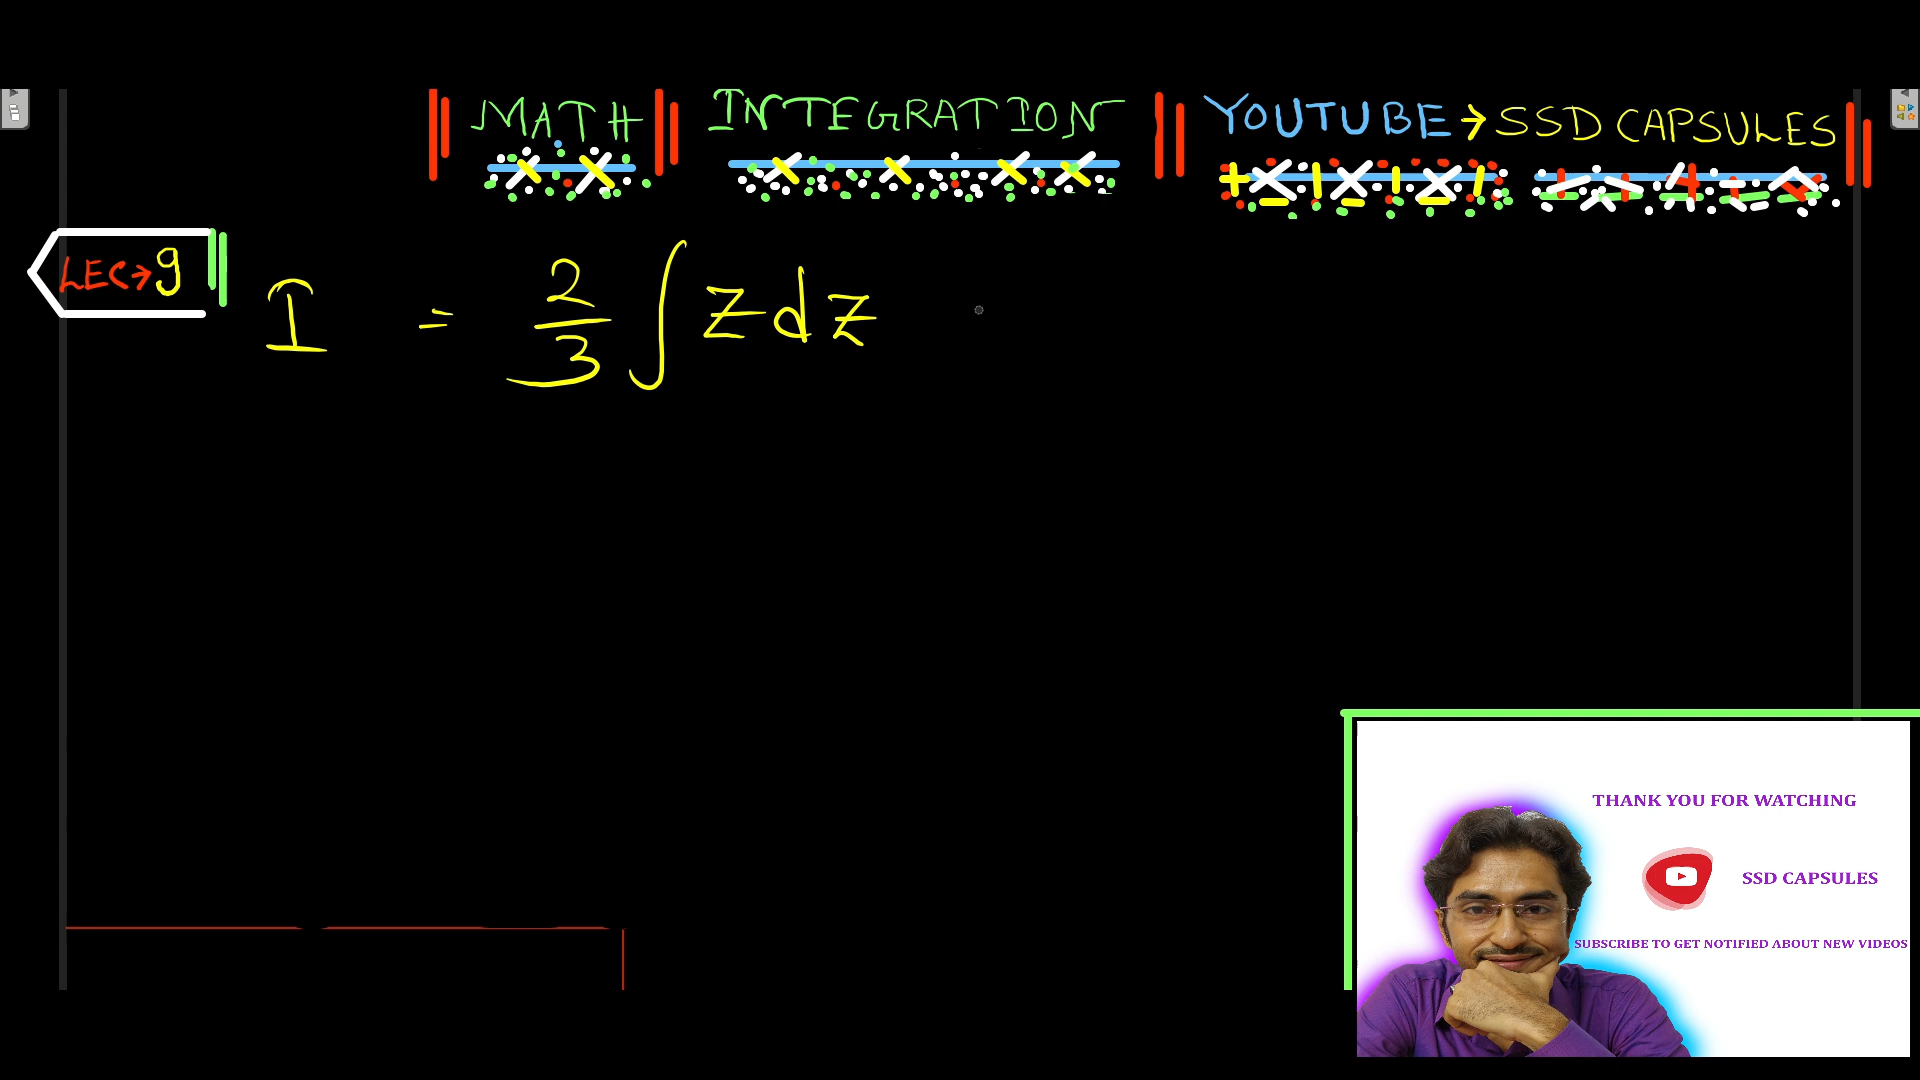 MATH INTEGRATION YOUTUBE → SSD CAPSULES
LEC→9
I = 2/3 ∫ z dz
THANK YOU FOR WATCHING
SSD CAPSULES
SUBSCRIBE TO GET NOTIFIED ABOUT NEW VIDEOS